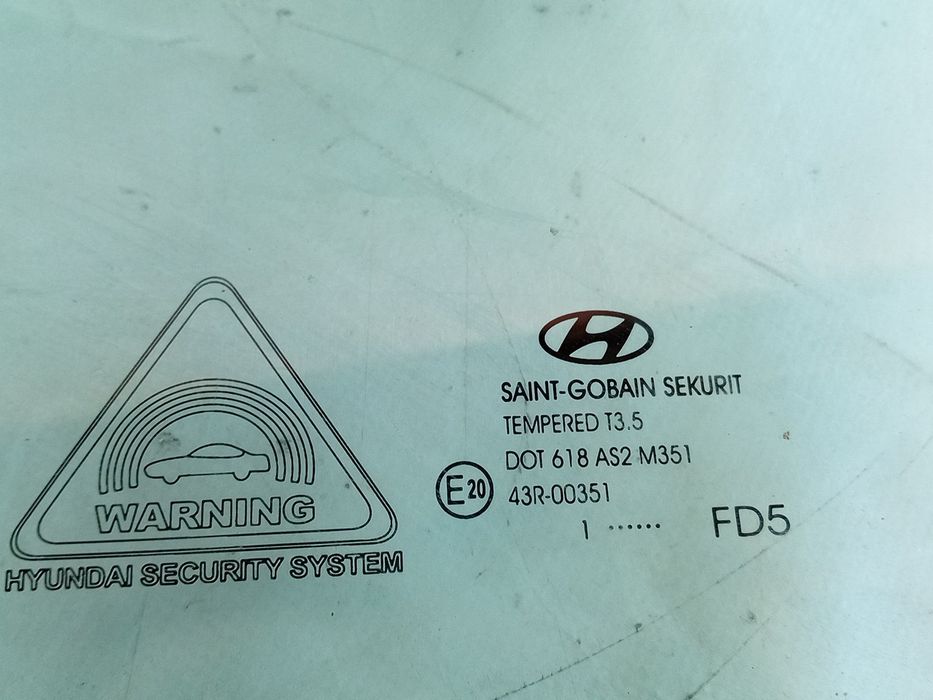 WARNING
HYUNDAI SECURITY SYSTEM
H
SAINT-GOBAIN SEKURIT
TEMPERED T3.5
DOT 618 AS2 M351
E20 43R-00351
1 ...... FD5